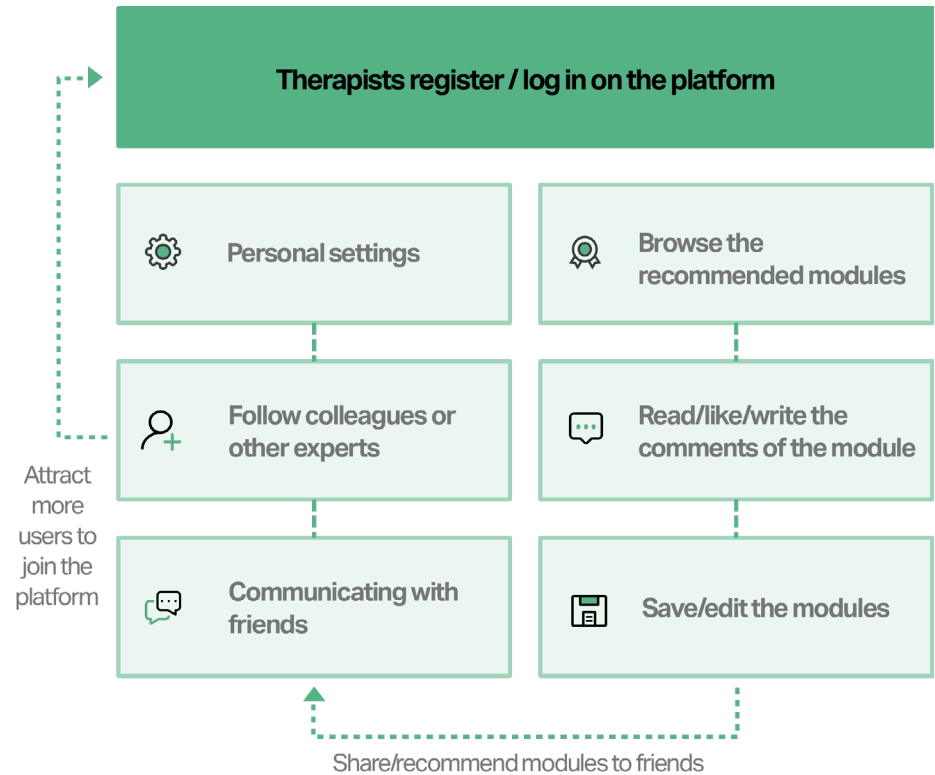 Therapists register / log in on the platform
Personal settings
Browse the
recommended modules
Follow colleagues or
other experts
Read/like/write the
comments of the module
Attract
more
users to
join the
platform
Communicating with
friends
Save/edit the modules
Share/recommend modules to friends